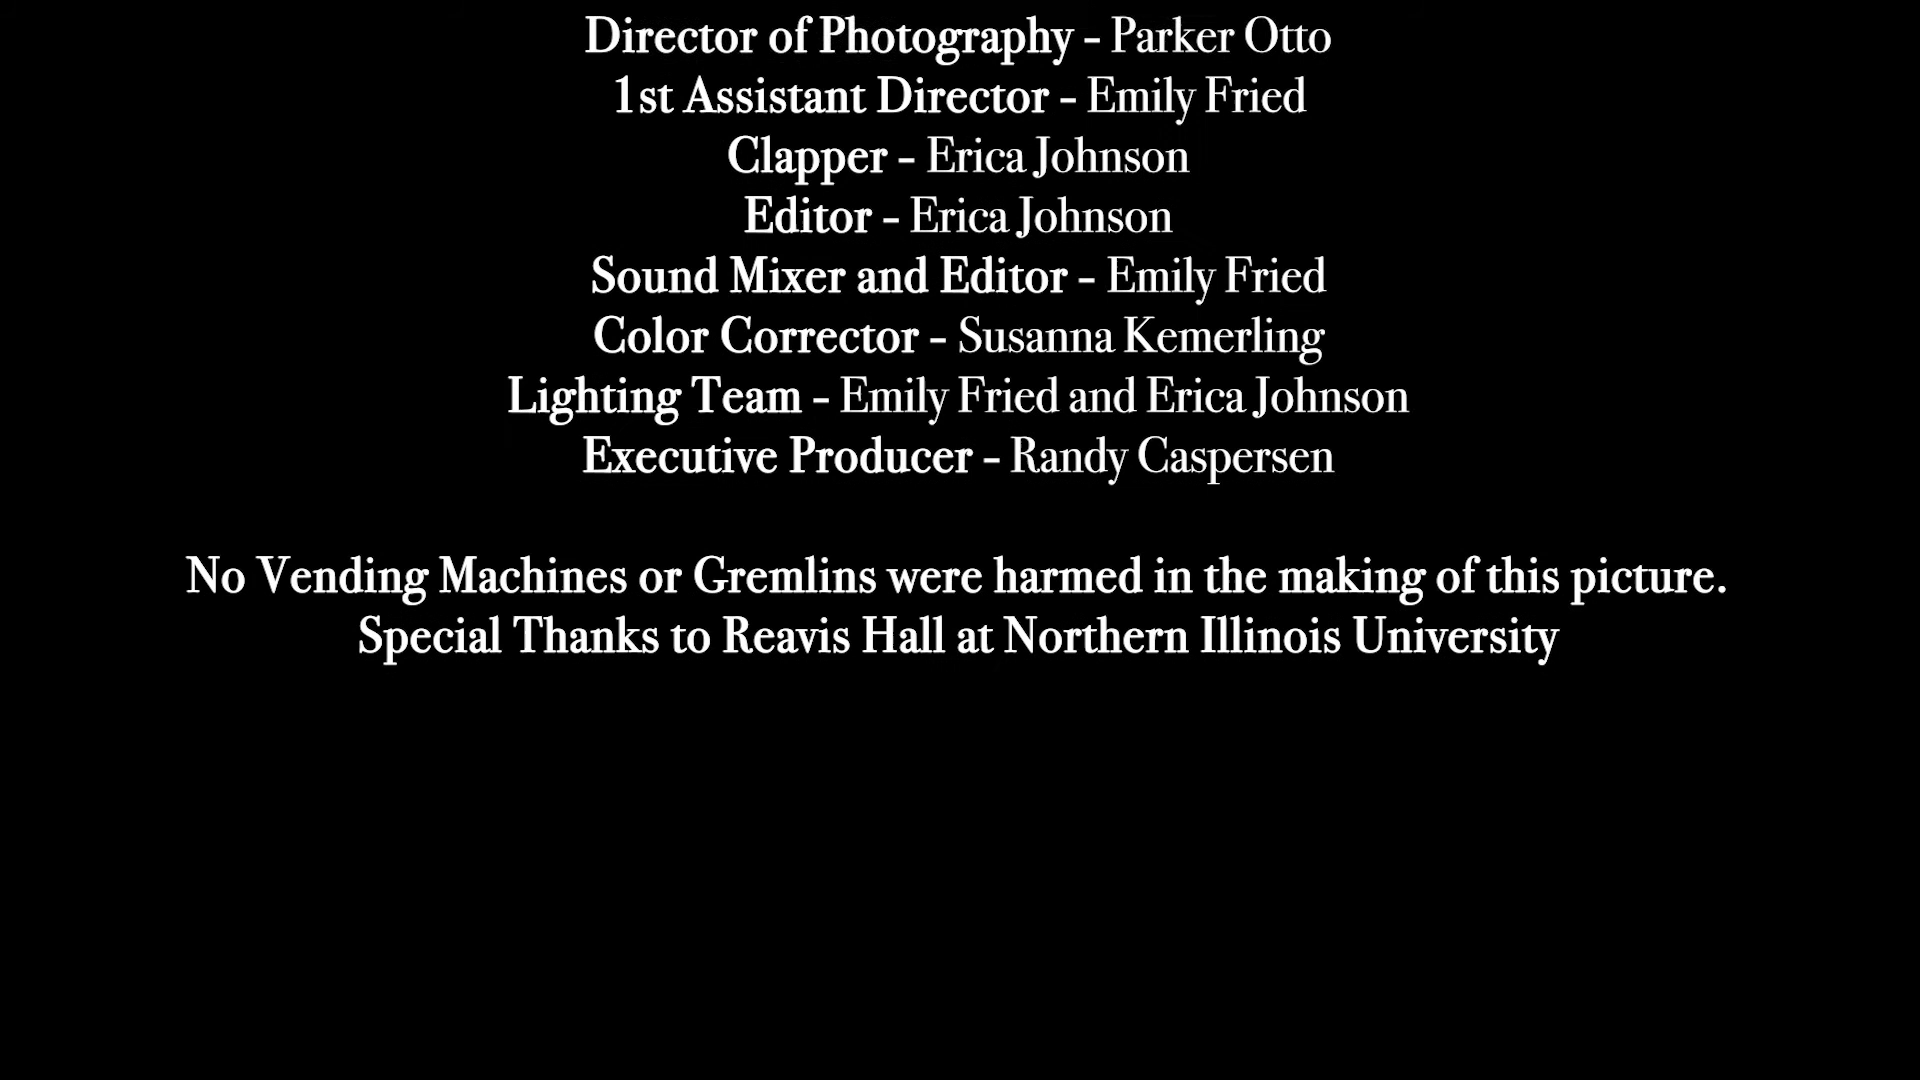 Director of Photography - Parker Otto
1st Assistant Director - Emily Fried
Clapper - Erica Johnson
Editor - Erica Johnson
Sound Mixer and Editor - Emily Fried
Color Corrector - Susanna Kemerling
Lighting Team - Emily Fried and Erica Johnson
Executive Producer - Randy Caspersen
No Vending Machines or Gremlins were harmed in the making of this picture.
Special Thanks to Reavis Hall at Northern Illinois University